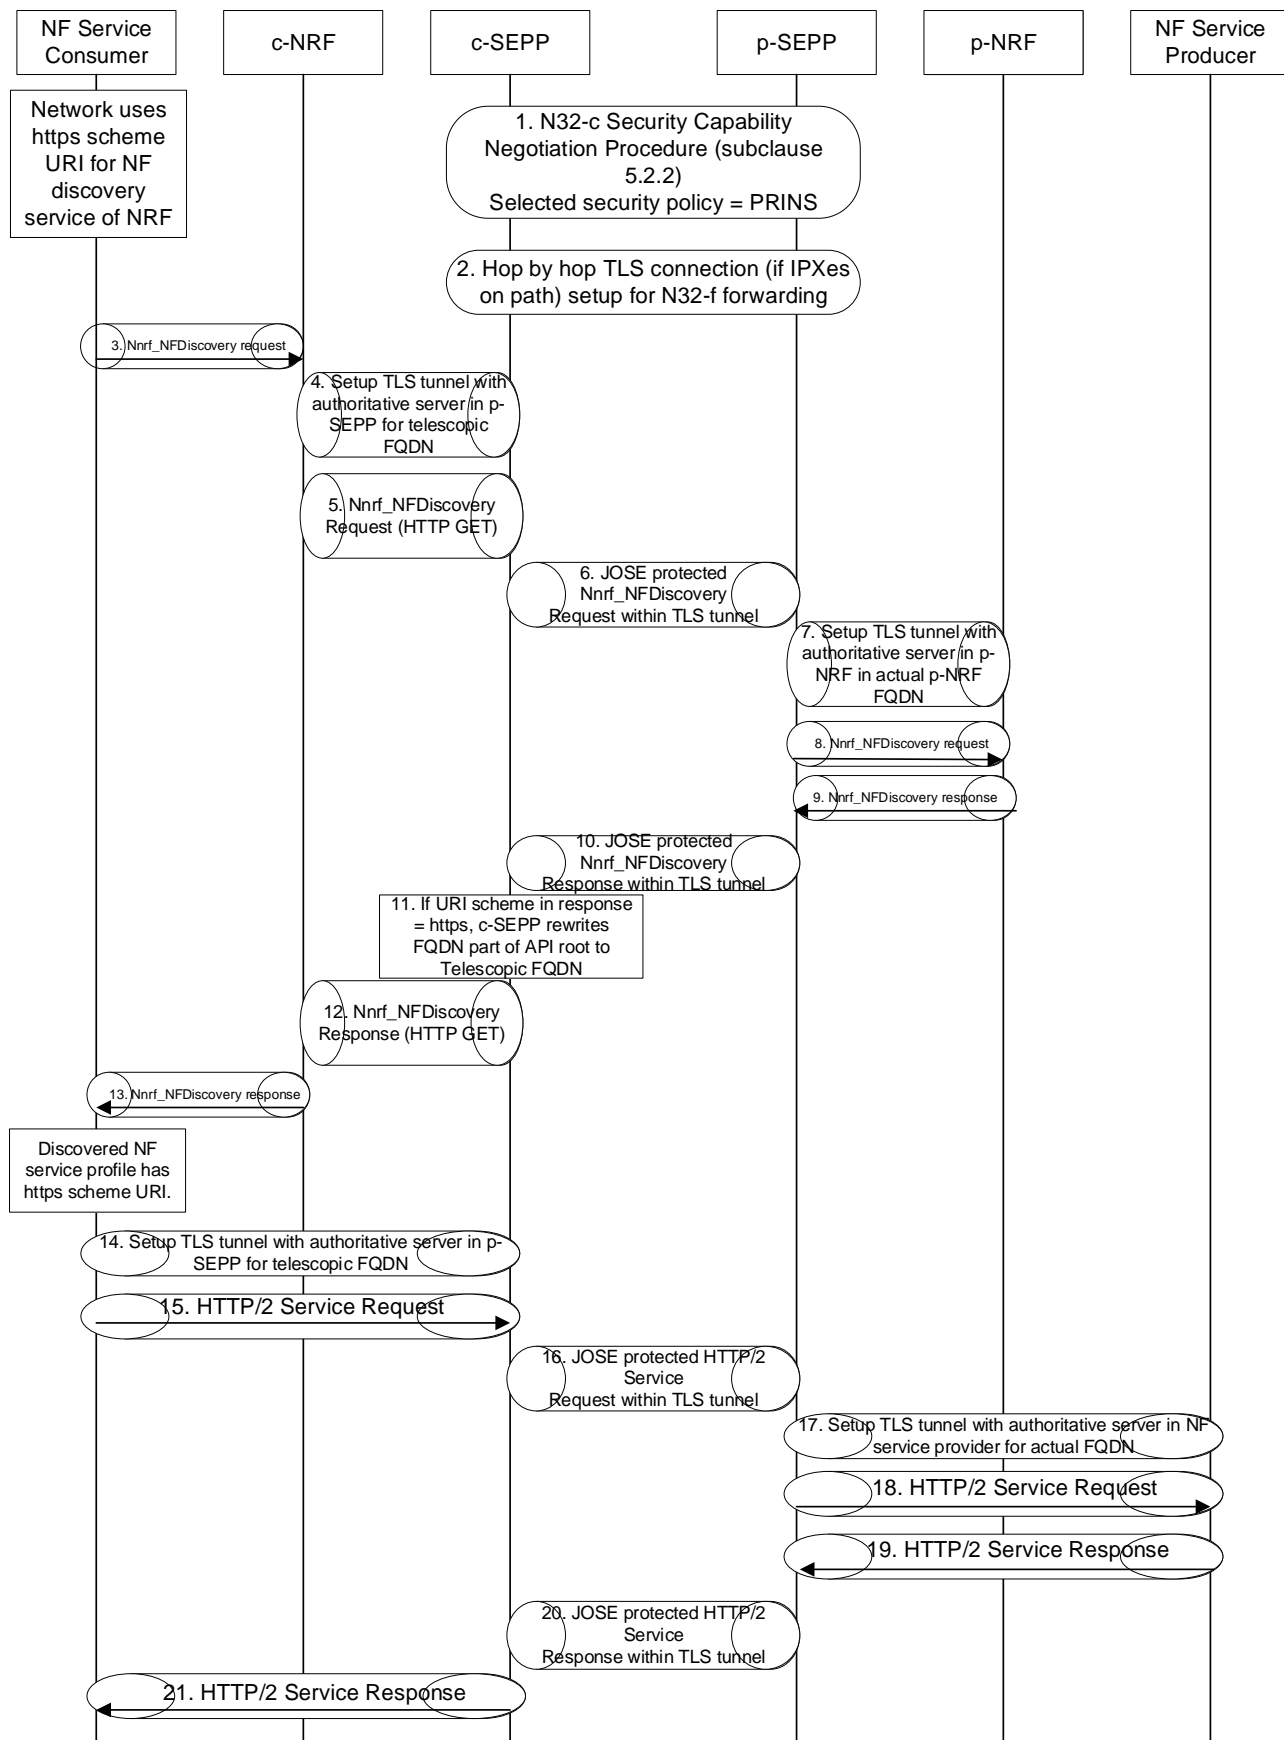 NF Service
Consumer
c-NRF
c-SEPP
p-SEPP
p-NRF
NF Service
Producer
Network uses
https scheme
URI for NF
discovery
service of NRF
1. N32-c Security Capability
Negotiation Procedure (subclause
5.2.2)
Selected security policy = PRINS
2. Hop by hop TLS connection (if IPXes
on path) setup for N32-f forwarding
3. Nnrf_NFDiscovery request
4. Setup TLS tunnel with
authoritative server in p-
SEPP for telescopic
FQDN
5. Nnrf_NFDiscovery
Request (HTTP GET)
6. JOSE protected
Nnrf_NFDiscovery
Request within TLS tunnel
7. Setup TLS tunnel with
authoritative server in p-
NRF in actual p-NRF
FQDN
8. Nnrf_NFDiscovery request
9. Nnrf_NFDiscovery response
10. JOSE protected
Nnrf_NFDiscovery
Response within TLS tunnel
11. If URI scheme in response
= https, c-SEPP rewrites
FQDN part of API root to
Telescopic FQDN
12. Nnrf_NFDiscovery
Response (HTTP GET)
13. Nnrf_NFDiscovery response
Discovered NF
service profile has
https scheme URI.
14. Setup TLS tunnel with authoritative server in p-
SEPP for telescopic FQDN
15. HTTP/2 Service Request
16. JOSE protected HTTP/2
Service
Request within TLS tunnel
17. Setup TLS tunnel with authoritative server in NF
service provider for actual FQDN
18. HTTP/2 Service Request
19. HTTP/2 Service Response
20. JOSE protected HTTP/2
Service
Response within TLS tunnel
21. HTTP/2 Service Response